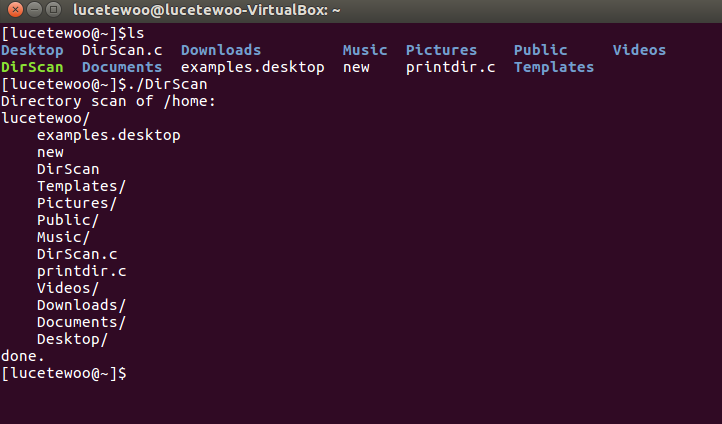 lucetewoo@lucetewoo-VirtualBox: ~
[lucetewoo@~]$ls
Desktop  DirScan.c  Downloads         Music  Pictures    Public     Videos
DirScan  Documents  examples.desktop  new    printdir.c  Templates
[lucetewoo@~]$./DirScan
Directory scan of /home:
lucetewoo/
    examples.desktop
    new
    DirScan
    Templates/
    Pictures/
    Public/
    Music/
    DirScan.c
    printdir.c
    Videos/
    Downloads/
    Documents/
    Desktop/
done.
[lucetewoo@~]$